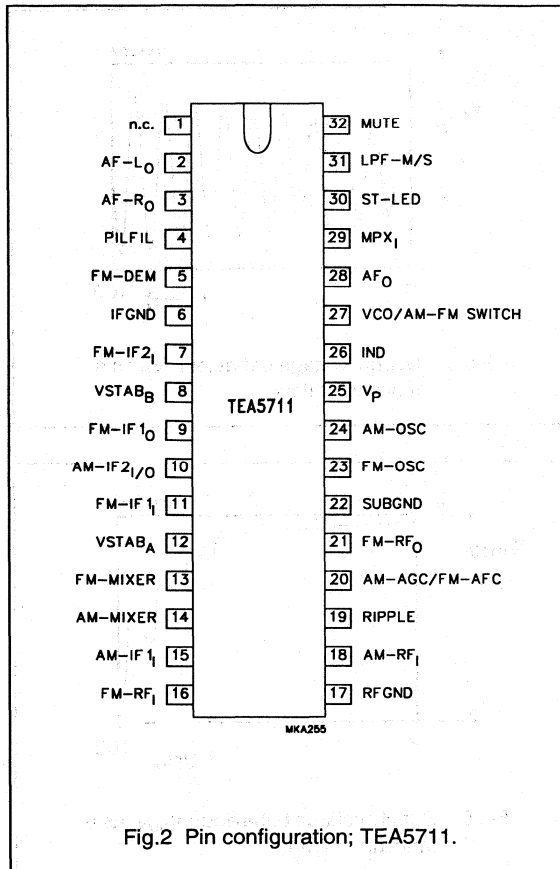 n.c. 1 32 MUTE
AF-LO 2 31 LPF-M/S
AF-RO 3 30 ST-LED
PILFIL 4 29 MPXI
FM-DEM 5 28 AFO
IFGND 6 27 VCO/AM-FM SWITCH
FM-IF2I 7 26 IND
VSTABB 8 25 VP
TEA5711
FM-IF1O 9 24 AM-OSC
AM-IF2I/O 10 23 FM-OSC
FM-IF1I 11 22 SUBGND
VSTABA 12 21 FM-RFO
FM-MIXER 13 20 AM-AGC/FM-AFC
AM-MIXER 14 19 RIPPLE
AM-IF1I 15 18 AM-RFI
FM-RFI 16 17 RFGND
MKA255
Fig.2 Pin configuration; TEA5711.